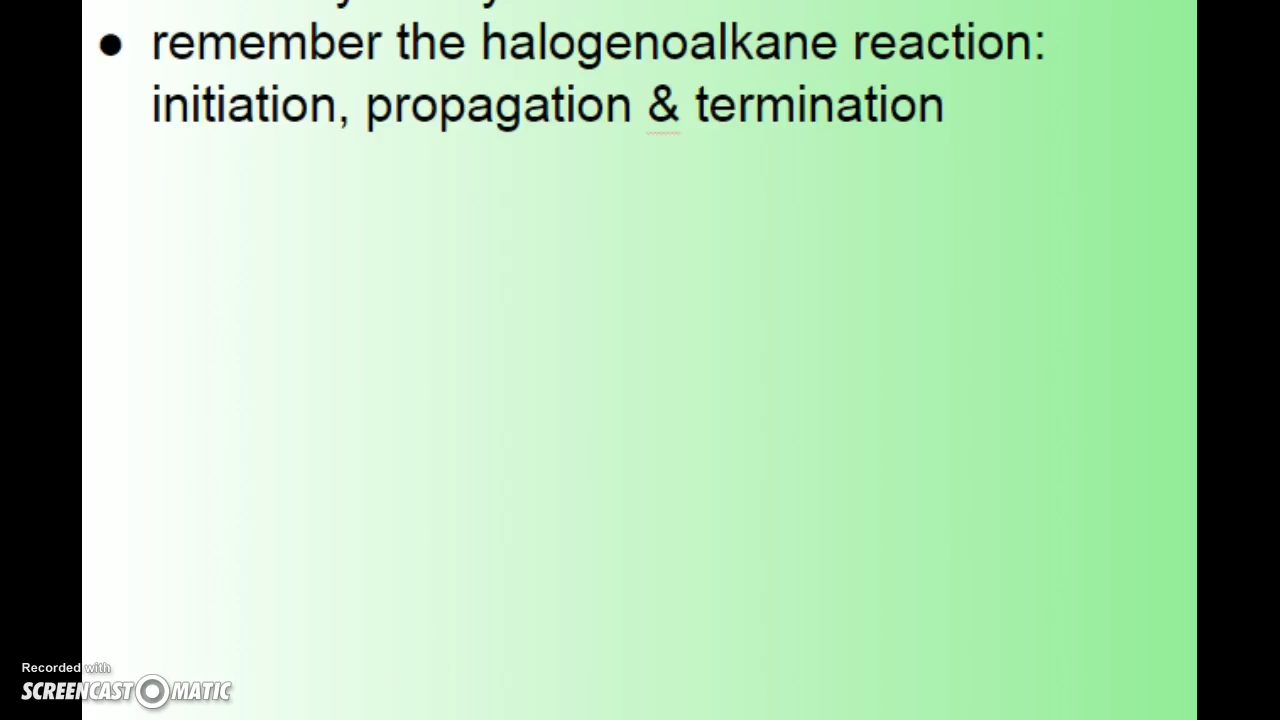 ● remember the halogenoalkane reaction:
initiation, propagation & termination
Recorded with
SCREENCAST MATIC